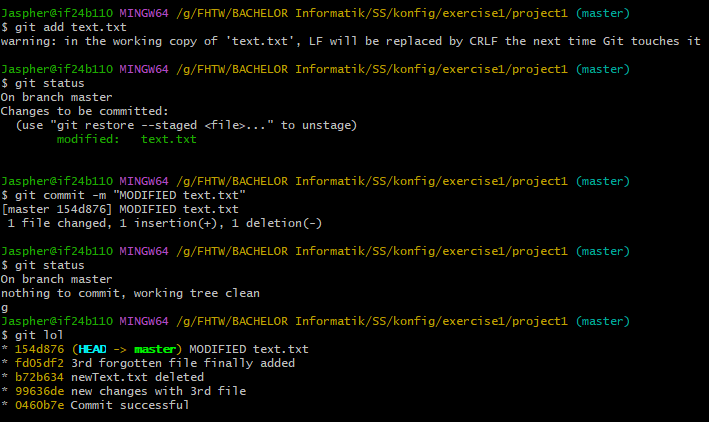 Jaspher@if24b110 MINGW64 /g/FHTW/BACHELOR Informatik/SS/konfig/exercise1/project1 (master)
$ git add text.txt
warning: in the working copy of 'text.txt', LF will be replaced by CRLF the next time Git touches it
Jaspher@if24b110 MINGW64 /g/FHTW/BACHELOR Informatik/SS/konfig/exercise1/project1 (master)
$ git status
On branch master
Changes to be committed:
  (use "git restore --staged <file>..." to unstage)
        modified:   text.txt
Jaspher@if24b110 MINGW64 /g/FHTW/BACHELOR Informatik/SS/konfig/exercise1/project1 (master)
$ git commit -m "MODIFIED text.txt"
[master 154d876] MODIFIED text.txt
 1 file changed, 1 insertion(+), 1 deletion(-)
Jaspher@if24b110 MINGW64 /g/FHTW/BACHELOR Informatik/SS/konfig/exercise1/project1 (master)
$ git status
On branch master
nothing to commit, working tree clean
g
Jaspher@if24b110 MINGW64 /g/FHTW/BACHELOR Informatik/SS/konfig/exercise1/project1 (master)
$ git lol
* 154d876 (HEAD -> master) MODIFIED text.txt
* fd05df2 3rd forgotten file finally added
* b72b634 newText.txt deleted
* 99636de new changes with 3rd file
* 0460b7e Commit successful